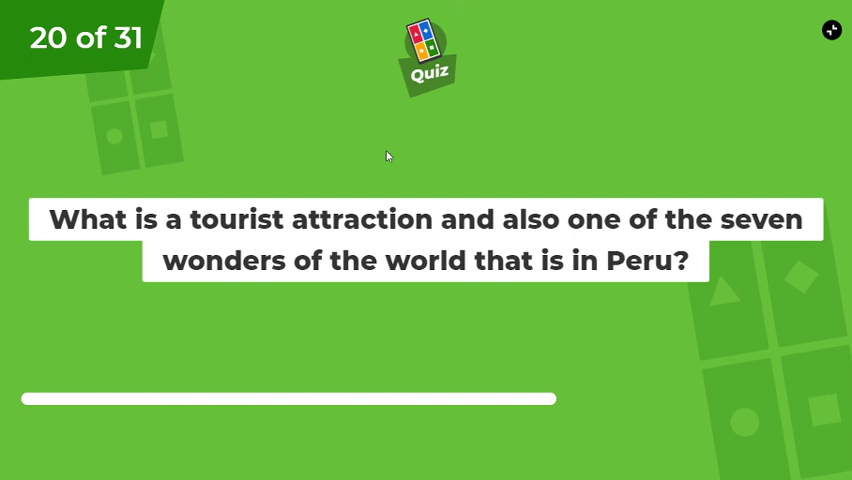 20 of 31
Quiz
What is a tourist attraction and also one of the seven
wonders of the world that is in Peru?